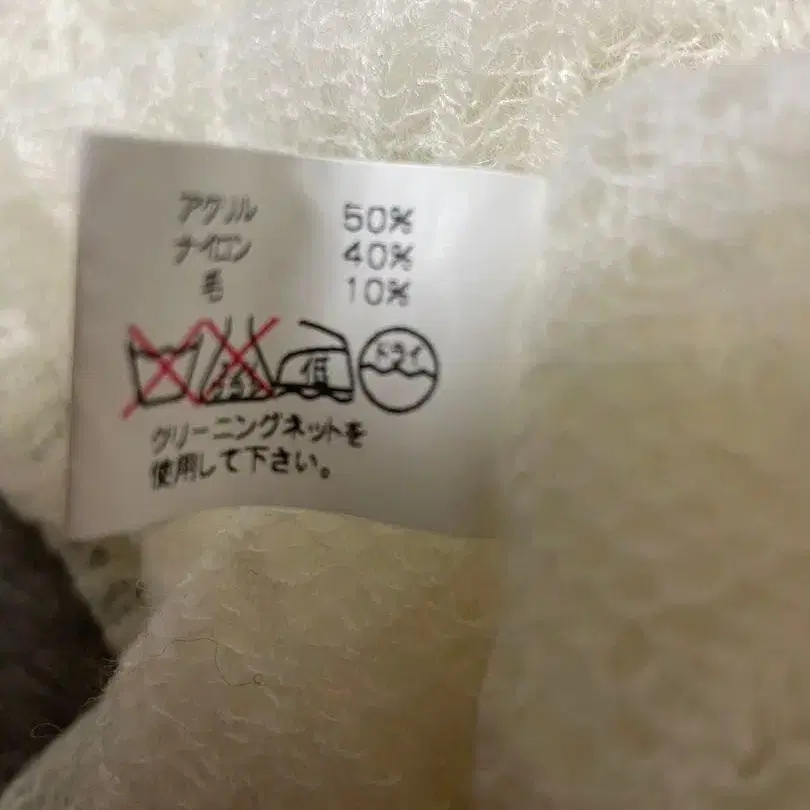 アクリル 50%
ナイロン 40%
毛 10%
低 ドライ
クリーニングネットを
使用して下さい。